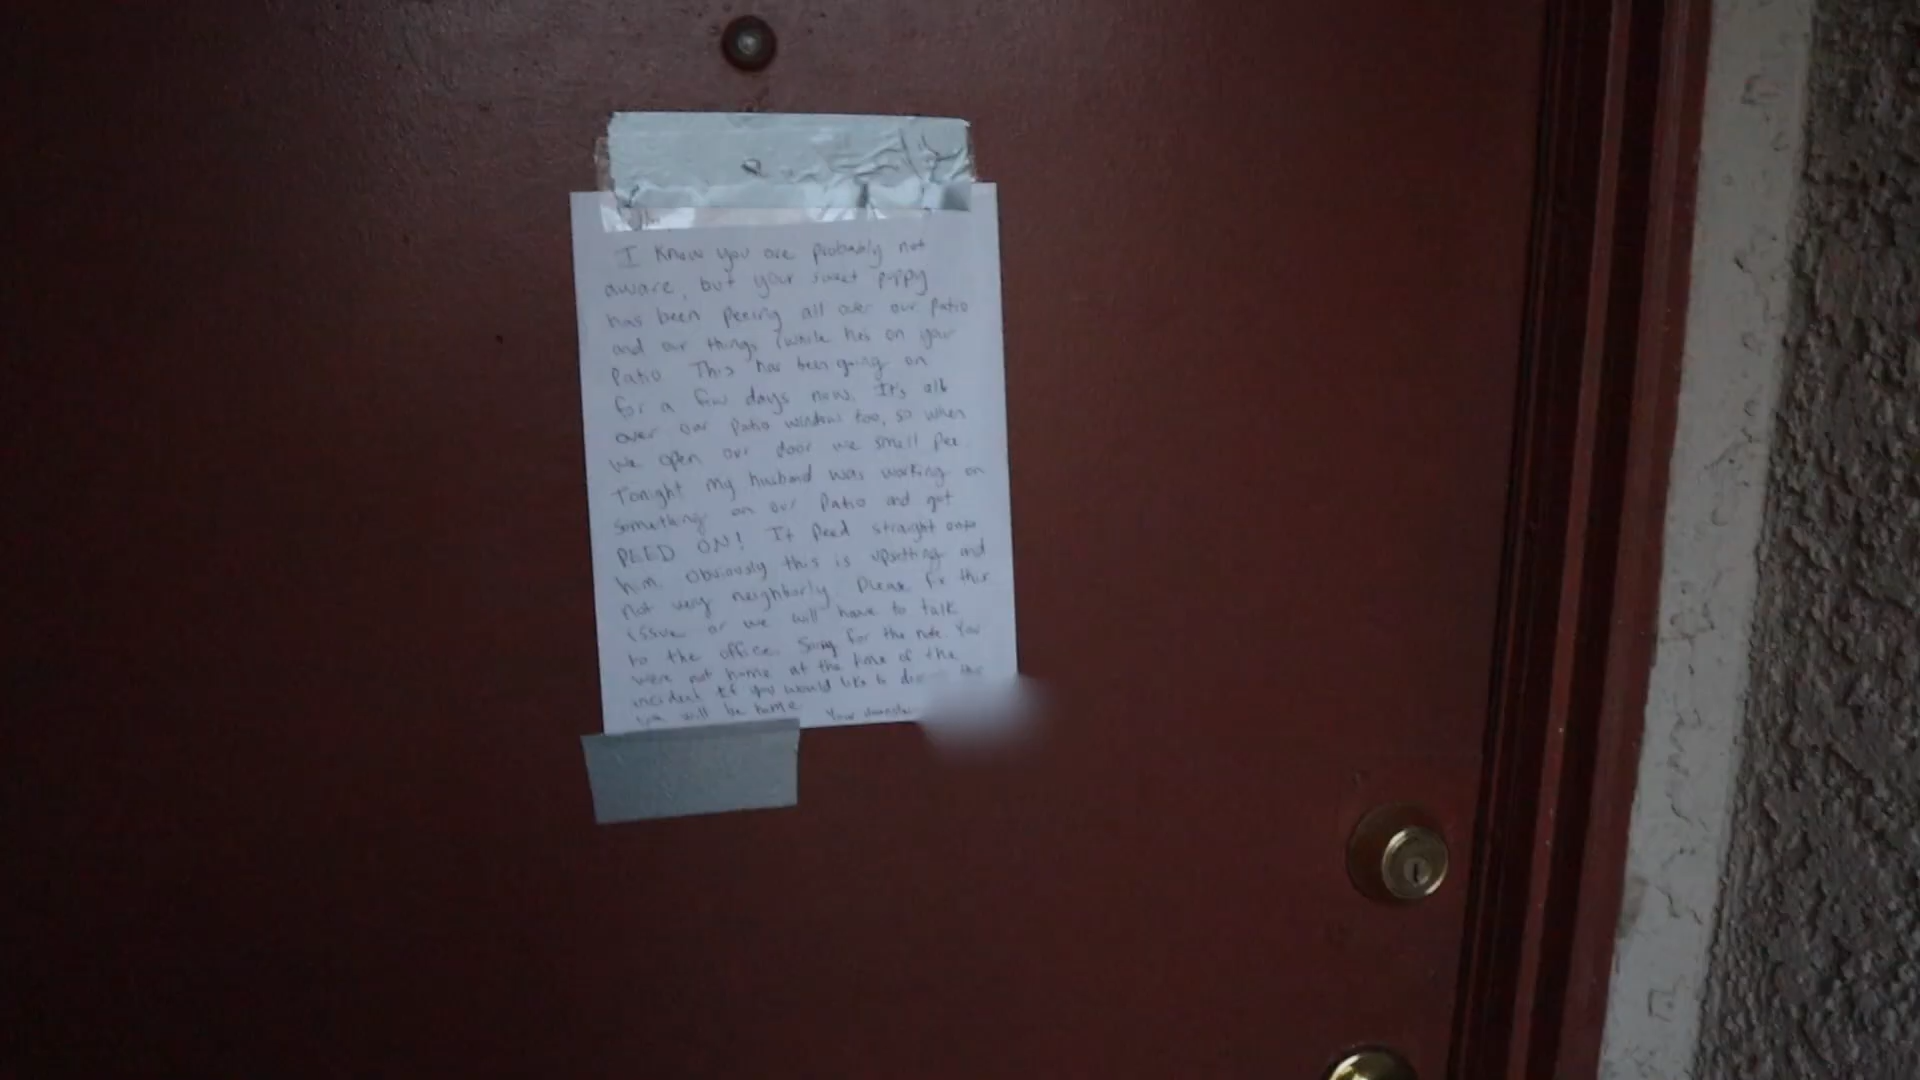 I know you are probably not
aware, but your sweet puppy
has been peeing all over our patio
and our things (while hes on your
Patio. This has been going on
for a few days now. It's all
over our patio window too, so when
we open our door we smell pee.
Tonight my husband was working on
something on our patio and got
PEED ON! It peed straight onto
him. Obviously this is upsetting and
not very neighborly. Please fix this
issue or we will have to talk
to the office. Sorry for the note. You
were not home at the time of the
incident. If you would like to
we will be home. Your